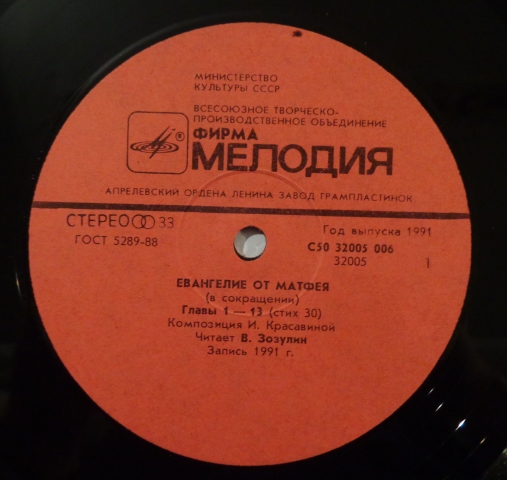 МИНИСТЕРСТВО
КУЛЬТУРЫ СССР
ВСЕСОЮЗНОЕ ТВОРЧЕСКО-
ПРОИЗВОДСТВЕННОЕ ОБЪЕДИНЕНИЕ
®
ФИРМА
МЕЛОДИЯ
АПРЕЛЕВСКИЙ ОРДЕНА ЛЕНИНА ЗАВОД ГРАМПЛАСТИНОК
СТЕРЕО 33
ГОСТ 5289-88
Год выпуска 1991
С50 32005 006
32005 1
ЕВАНГЕЛИЕ ОТ МАТФЕЯ
(в сокращении)
Главы 1 — 13 (стих 30)
Композиция И. Красавиной
Читает В. Зозулин
Запись 1991 г.